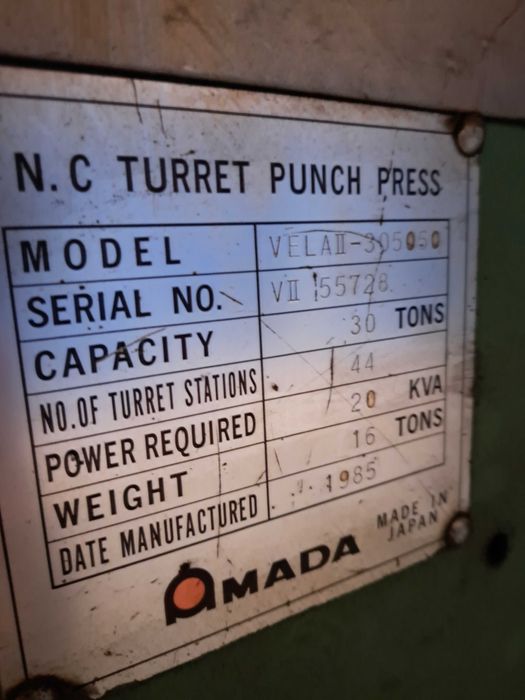 N.C TURRET PUNCH PRESS
MODEL VELAII-305050
SERIAL NO. VII 55728
CAPACITY 30 TONS
NO.OF TURRET STATIONS 44
POWER REQUIRED 20 KVA
WEIGHT 16 TONS
DATE MANUFACTURED 1985
AMADA
MADE IN
JAPAN